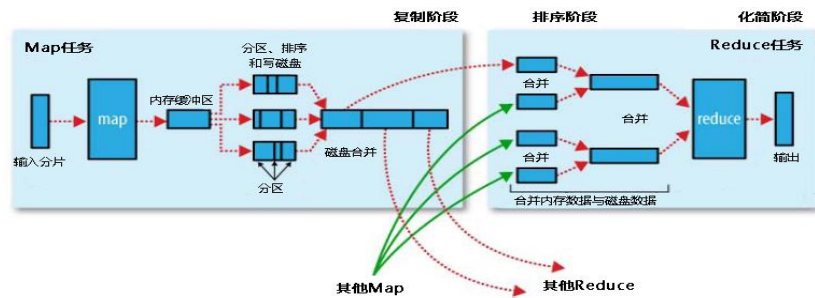 复制阶段
排序阶段
化简阶段
Map任务
分区、排序
和写磁盘
Reduce任务
内存缓冲区
map
输入分片
磁盘合并
分区
合并
合并
合并
reduce
输出
合并内存数据与磁盘数据
其他Map
其他Reduce